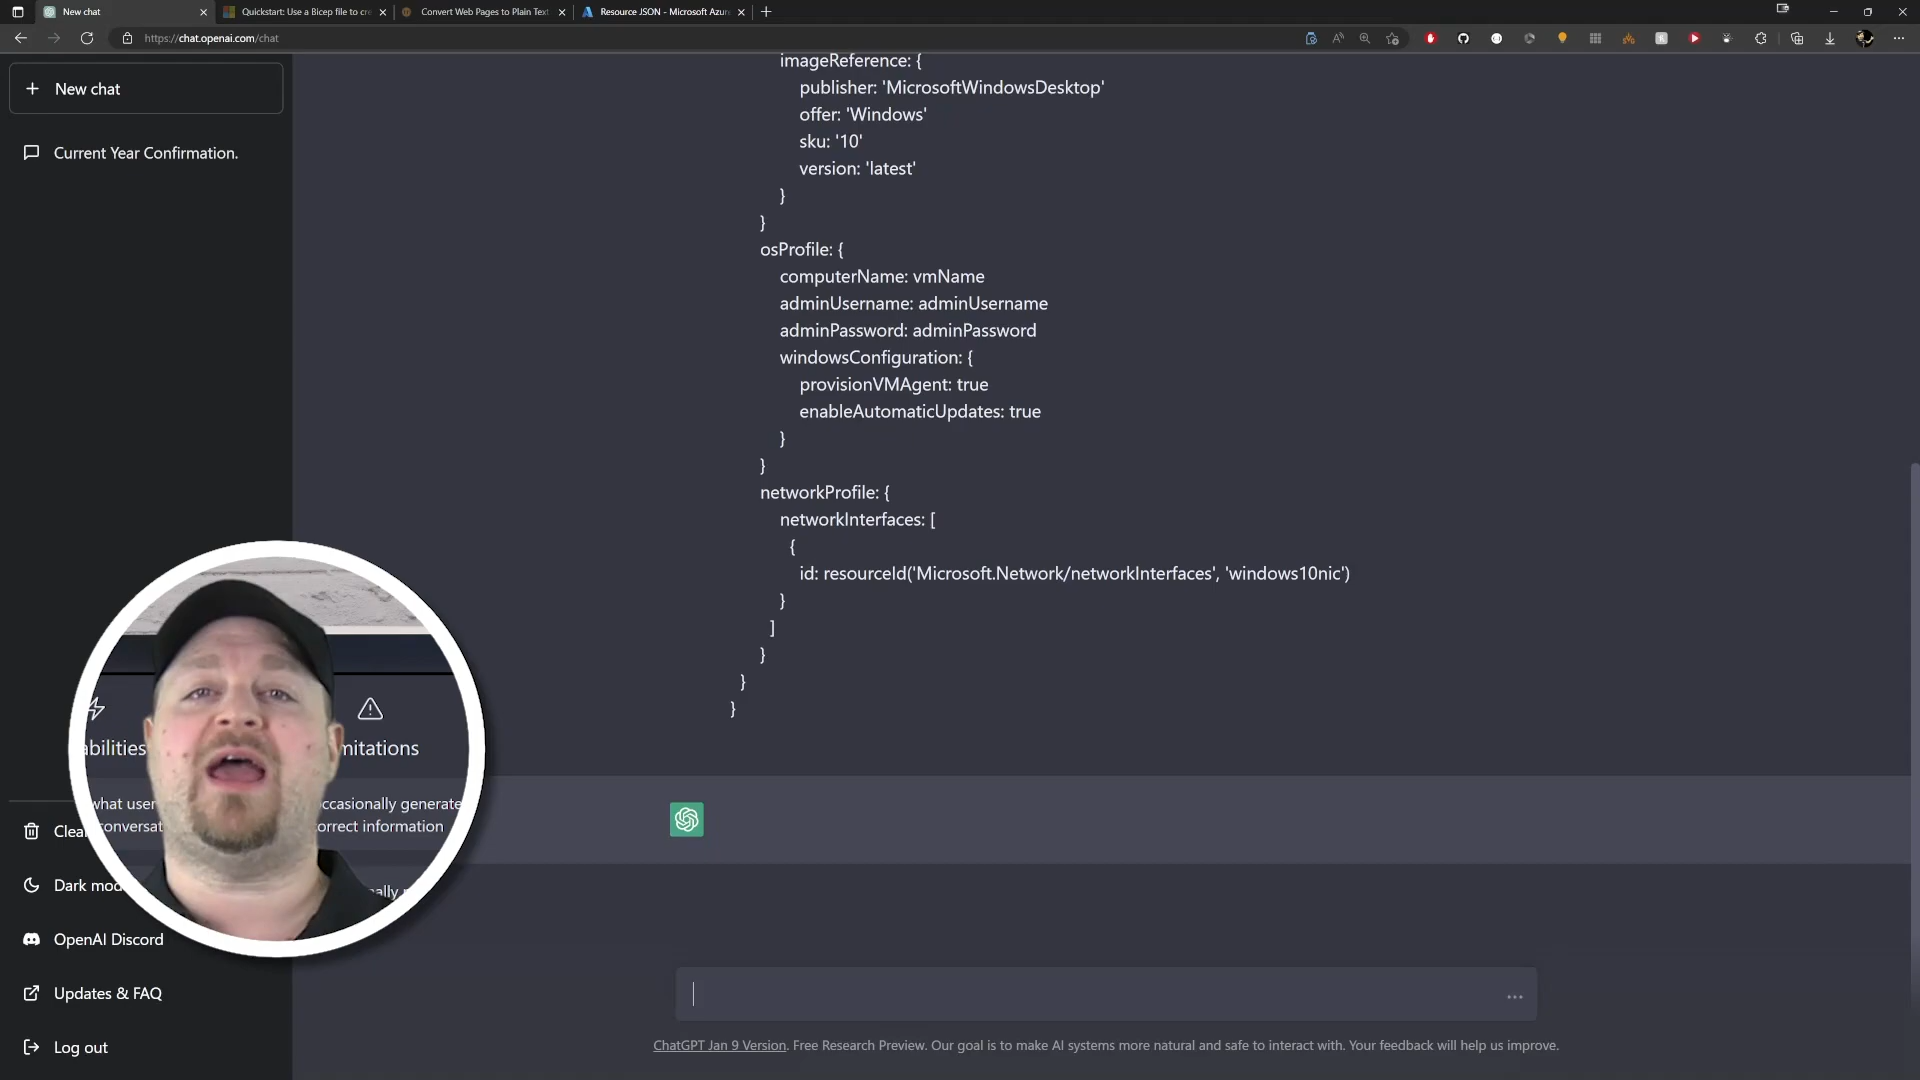 New chat
Quickstart: Use a Bicep file to cre
Convert Web Pages to Plain Text
Resource JSON - Microsoft Azure
https://chat.openai.com/chat
New chat
Current Year Confirmation.
imageReference: {
publisher: 'MicrosoftWindowsDesktop'
offer: 'Windows'
sku: '10'
version: 'latest'
}
}
osProfile: {
computerName: vmName
adminUsername: adminUsername
adminPassword: adminPassword
windowsConfiguration: {
provisionVMAgent: true
enableAutomaticUpdates: true
}
}
networkProfile: {
networkInterfaces: [
{
id: resourceId('Microsoft.Network/networkInterfaces', 'windows10nic')
}
]
}
}
}
abilities
mitations
what user
occasionally generate
conversat
orrect information
ally
Clea
Dark mod
OpenAI Discord
Updates & FAQ
Log out
ChatGPT Jan 9 Version. Free Research Preview. Our goal is to make AI systems more natural and safe to interact with. Your feedback will help us improve.